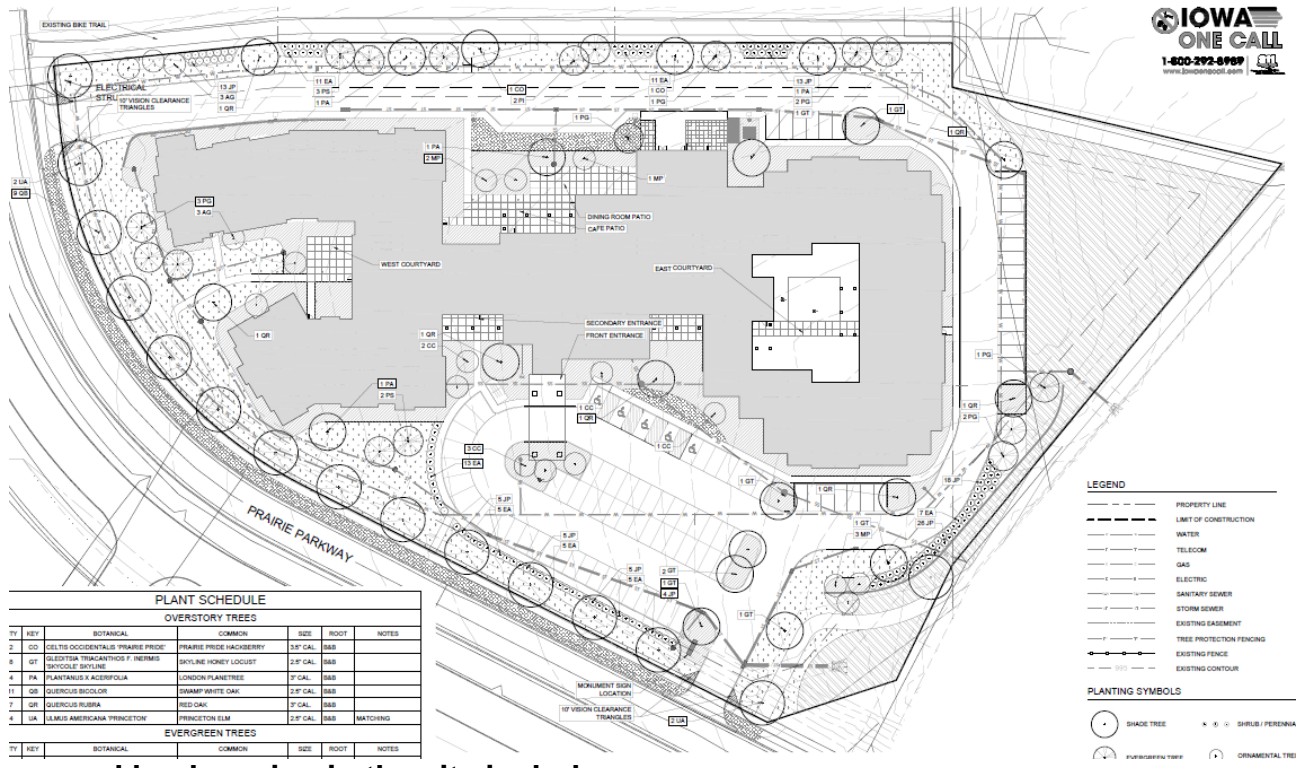 EXISTING BIKE TRAIL
IOWA
ONE CALL
1-800-292-8989
www.iowaonecall.com
ELECTRICAL
10' VISION CLEARANCE
TRIANGLES
13 JP
3 AG
1 QR
11 EA
3 PS
1 PA
1 CO
2 PI
1 PG
11 EA
1 CO
1 PG
13 JP
1 PA
2 PG
1 GT
1 GT
1 QR
1 PA
2 MP
1 MP
2 UA
9 QB
3 PG
3 AG
DINING ROOM PATIO
CAFE PATIO
WEST COURTYARD
EAST COURTYARD
SECONDARY ENTRANCE
FRONT ENTRANCE
1 QR
1 QR
2 CC
1 PG
1 PA
2 PS
1 CC
1 QR
1 CC
1 QR
2 PG
3 CC
13 EA
1 GT
1 QR
18 JP
5 JP
5 EA
7 EA
26 JP
1 GT
3 MP
5 JP
5 EA
5 JP
5 EA
2 GT
1 GT
4 JP
1 GT
PRAIRIE PARKWAY
MONUMENT SIGN
LOCATION
10' VISION CLEARANCE
TRIANGLES
2 UA
PLANT SCHEDULE
OVERSTORY TREES
TY KEY BOTANICAL COMMON SIZE ROOT NOTES
2 CO CELTIS OCCIDENTALIS 'PRAIRIE PRIDE' PRAIRIE PRIDE HACKBERRY 3.5" CAL. B&B
GT GLEDITSIA TRIACANTHOS F. INERMIS 'SKYCOLE' SKYLINE SKYLINE HONEY LOCUST 2.5" CAL. B&B
4 PA PLANTANUS X ACERIFOLIA LONDON PLANETREE 3" CAL. B&B
11 QB QUERCUS BICOLOR SWAMP WHITE OAK 2.5" CAL. B&B
7 QR QUERCUS RUBRA RED OAK 3" CAL. B&B
4 UA ULMUS AMERICANA 'PRINCETON' PRINCETON ELM 2.5" CAL. B&B MATCHING
EVERGREEN TREES
TY KEY BOTANICAL COMMON SIZE ROOT NOTES
LEGEND
PROPERTY LINE
LIMIT OF CONSTRUCTION
WATER
TELECOM
GAS
ELECTRIC
SANITARY SEWER
STORM SEWER
EXISTING EASEMENT
TREE PROTECTION FENCING
EXISTING FENCE
EXISTING CONTOUR
PLANTING SYMBOLS
SHADE TREE
SHRUB / PERENNIA
EVERGREEN TREE
ORNAMENTAL TREE